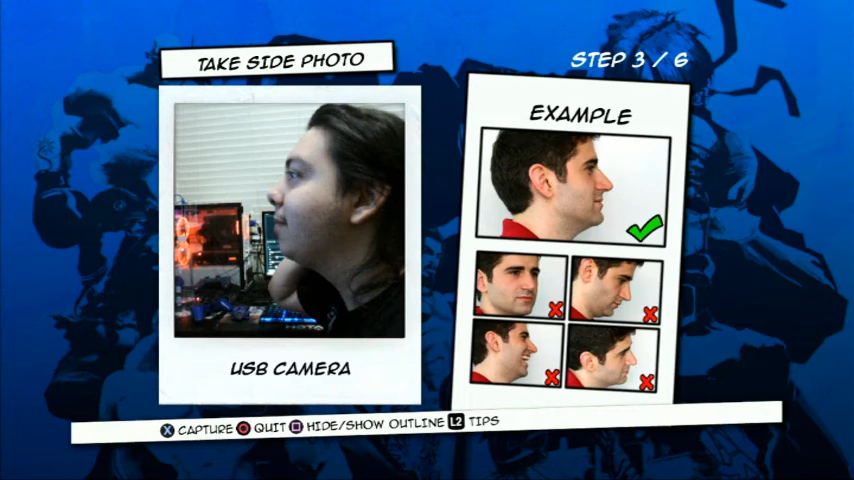 TAKE SIDE PHOTO
STEP 3 / 6
EXAMPLE
USB CAMERA
X CAPTURE QUIT HIDE/SHOW OUTLINE L2 TIPS